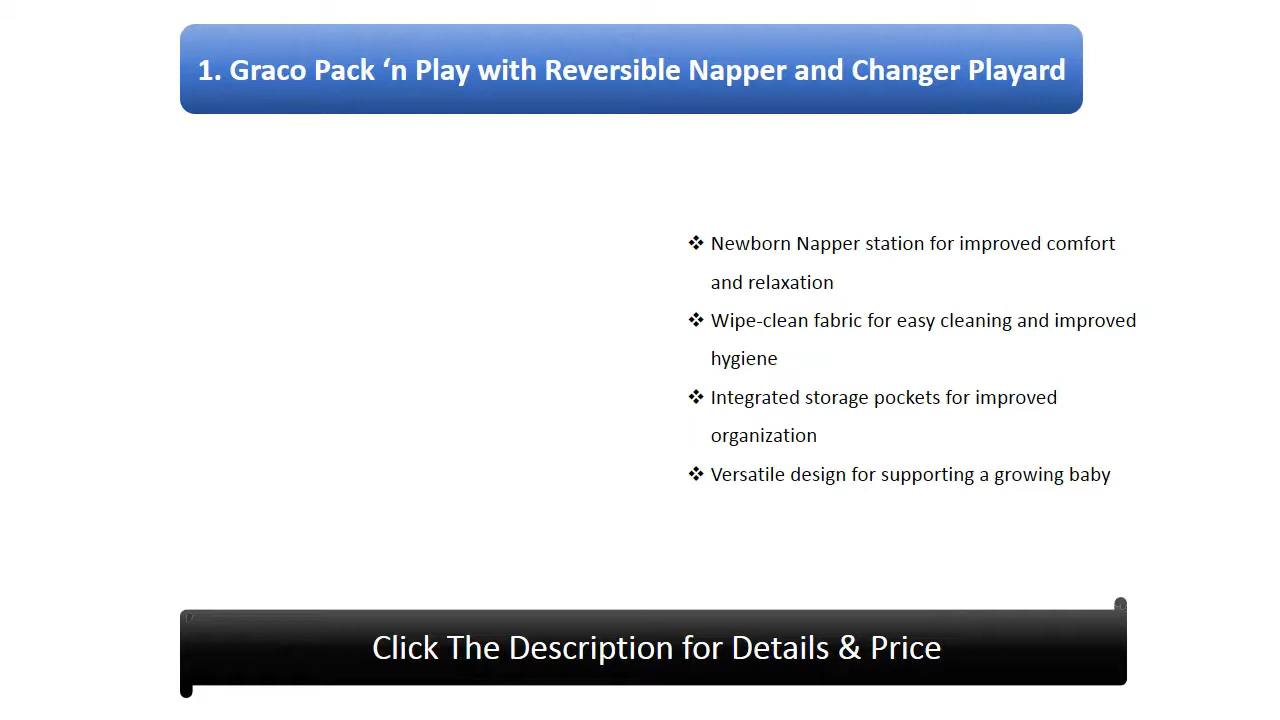 1. Graco Pack ‘n Play with Reversible Napper and Changer Playard
❖ Newborn Napper station for improved comfort
and relaxation
❖ Wipe-clean fabric for easy cleaning and improved
hygiene
❖ Integrated storage pockets for improved
organization
❖ Versatile design for supporting a growing baby
Click The Description for Details & Price